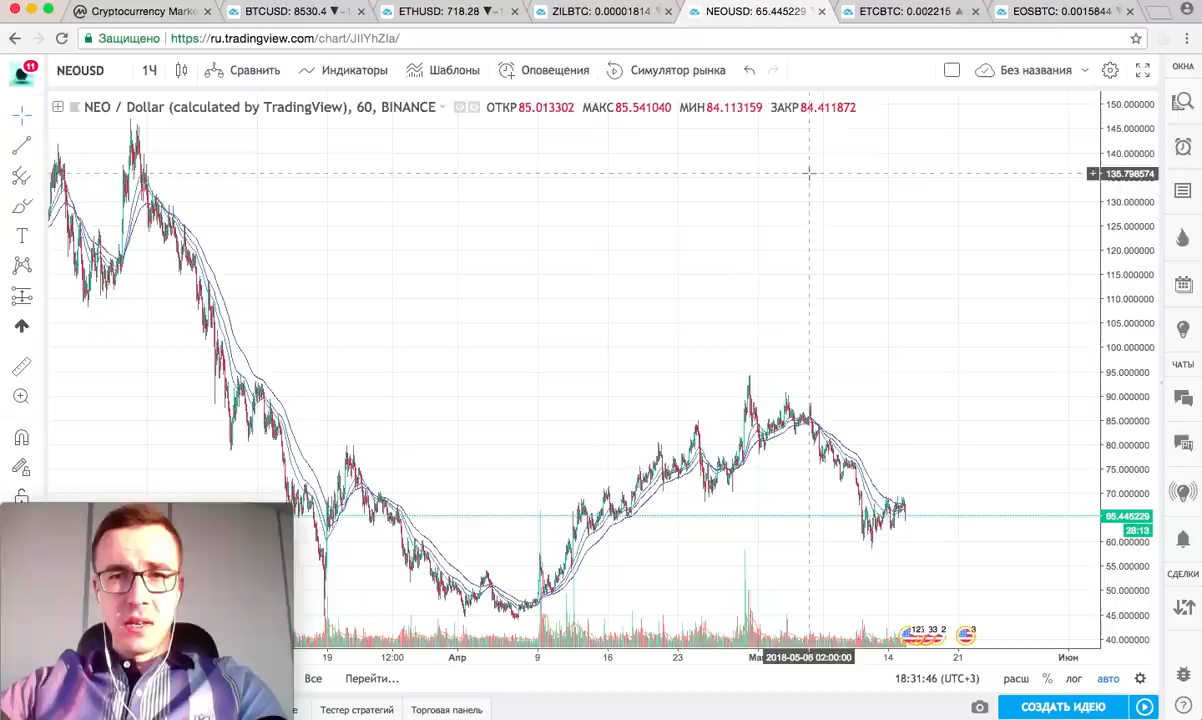 Cryptocurrency Marke
BTCUSD: 8530.4 ▼ −1
ETHUSD: 718.28 ▼ −1
ZILBTC: 0.00001814
NEOUSD: 65.445229
ETCBTC: 0.002215 ▲
EOSBTC: 0.0015844
Защищено
https://ru.tradingview.com/chart/JIIYhZIa/
11
NEOUSD
1Ч
Сравнить
Индикаторы
Шаблоны
Оповещения
Симулятор рынка
Без названия
ОКНА
NEO / Dollar (calculated by TradingView), 60, BINANCE
ОТКР 85.013302 МАКС 85.541040 МИН 84.113159 ЗАКР 84.411872
150.000000
145.000000
140.000000
135.798574
130.000000
125.000000
120.000000
115.000000
110.000000
105.000000
100.000000
95.000000
90.000000
85.000000
80.000000
75.000000
70.000000
65.445229
28:13
60.000000
55.000000
50.000000
45.000000
40.000000
ЧАТЫ
СДЕЛКИ
19
12:00
Апр
9
16
23
2018-05-06 02:00:00
14
21
Июн
Все
Перейти...
18:31:46 (UTC+3)
расш
%
лог
авто
Тестер стратегий
Торговая панель
СОЗДАТЬ ИДЕЮ